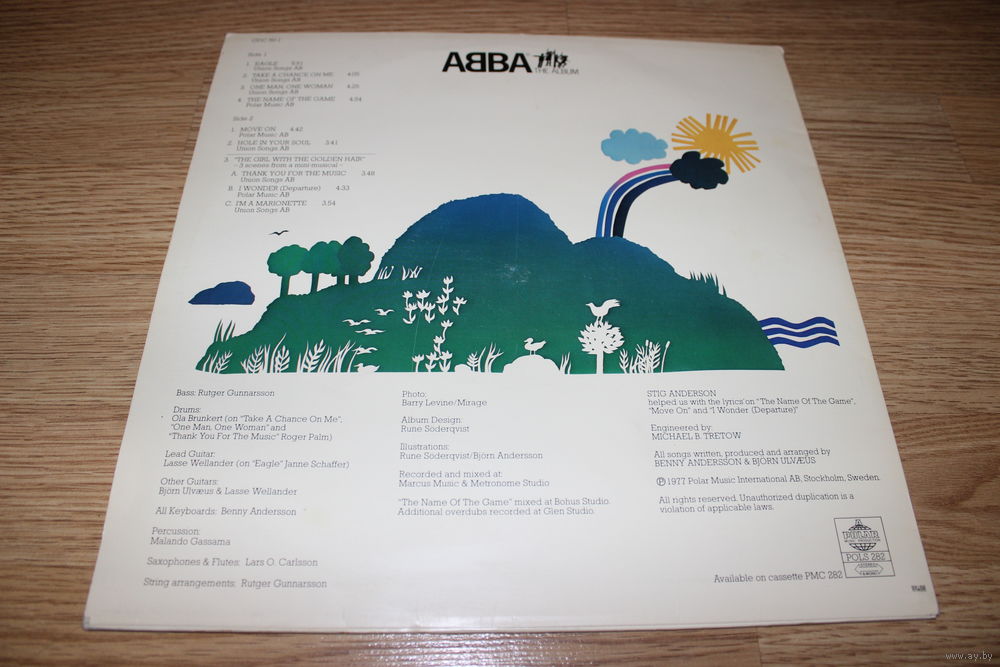 ABBA
THE ALBUM
Side 1
1. EAGLE 5.51
Union Songs AB
2. TAKE A CHANCE ON ME 4.05
Union Songs AB
3. ONE MAN, ONE WOMAN 4.25
Union Songs AB
4. THE NAME OF THE GAME 4.54
Polar Music AB
Side 2
1. MOVE ON 4.42
Polar Music AB
2. HOLE IN YOUR SOUL 3.41
Union Songs AB
3. "THE GIRL WITH THE GOLDEN HAIR"
– 3 scenes from a mini-musical –
A. THANK YOU FOR THE MUSIC 3.48
Union Songs AB
B. I WONDER (Departure) 4.33
Polar Music AB
C. I'M A MARIONETTE 3.54
Union Songs AB
Bass: Rutger Gunnarsson
Drums:
Ola Brunkert (on "Take A Chance On Me",
"One Man, One Woman" and
"Thank You For The Music" Roger Palm)
Lead Guitar:
Lasse Wellander (on "Eagle" Janne Schaffer)
Other Guitars:
Björn Ulvæus & Lasse Wellander
All Keyboards: Benny Andersson
Percussion:
Malando Gassama
Saxophones & Flutes: Lars O. Carlsson
String arrangements: Rutger Gunnarsson
Photo:
Barry Levine/Mirage
Album Design:
Rune Söderqvist
Illustrations:
Rune Söderqvist/Björn Andersson
Recorded and mixed at:
Marcus Music & Metronome Studio
"The Name Of The Game" mixed at Bohus Studio.
Additional overdubs recorded at Glen Studio.
STIG ANDERSON
helped us with the lyrics on "The Name Of The Game",
"Move On" and "I Wonder (Departure)"
Engineered by:
MICHAEL B. TRETOW
All songs written, produced and arranged by
BENNY ANDERSSON & BJÖRN ULVÆUS
℗ 1977 Polar Music International AB, Stockholm, Sweden.
All rights reserved. Unauthorized duplication is a
violation of applicable laws.
A
POLAR
MUSIC PRODUCTION
POLS 282
STEREO
Available on cassette PMC 282
www.ay.by